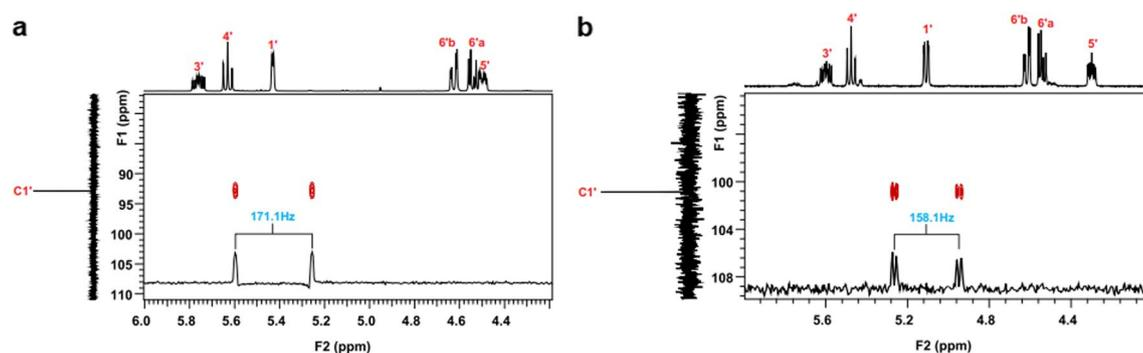 a
3'
4'
1'
6'b
6'a
5'
F1 (ppm)
90
95
100
105
110
C1'
171.1Hz
6.0
5.8
5.6
5.4
5.2
5.0
4.8
4.6
4.4
F2 (ppm)
b
3'
4'
1'
6'b
6'a
5'
F1 (ppm)
100
104
108
C1'
158.1Hz
5.6
5.2
4.8
4.4
F2 (ppm)